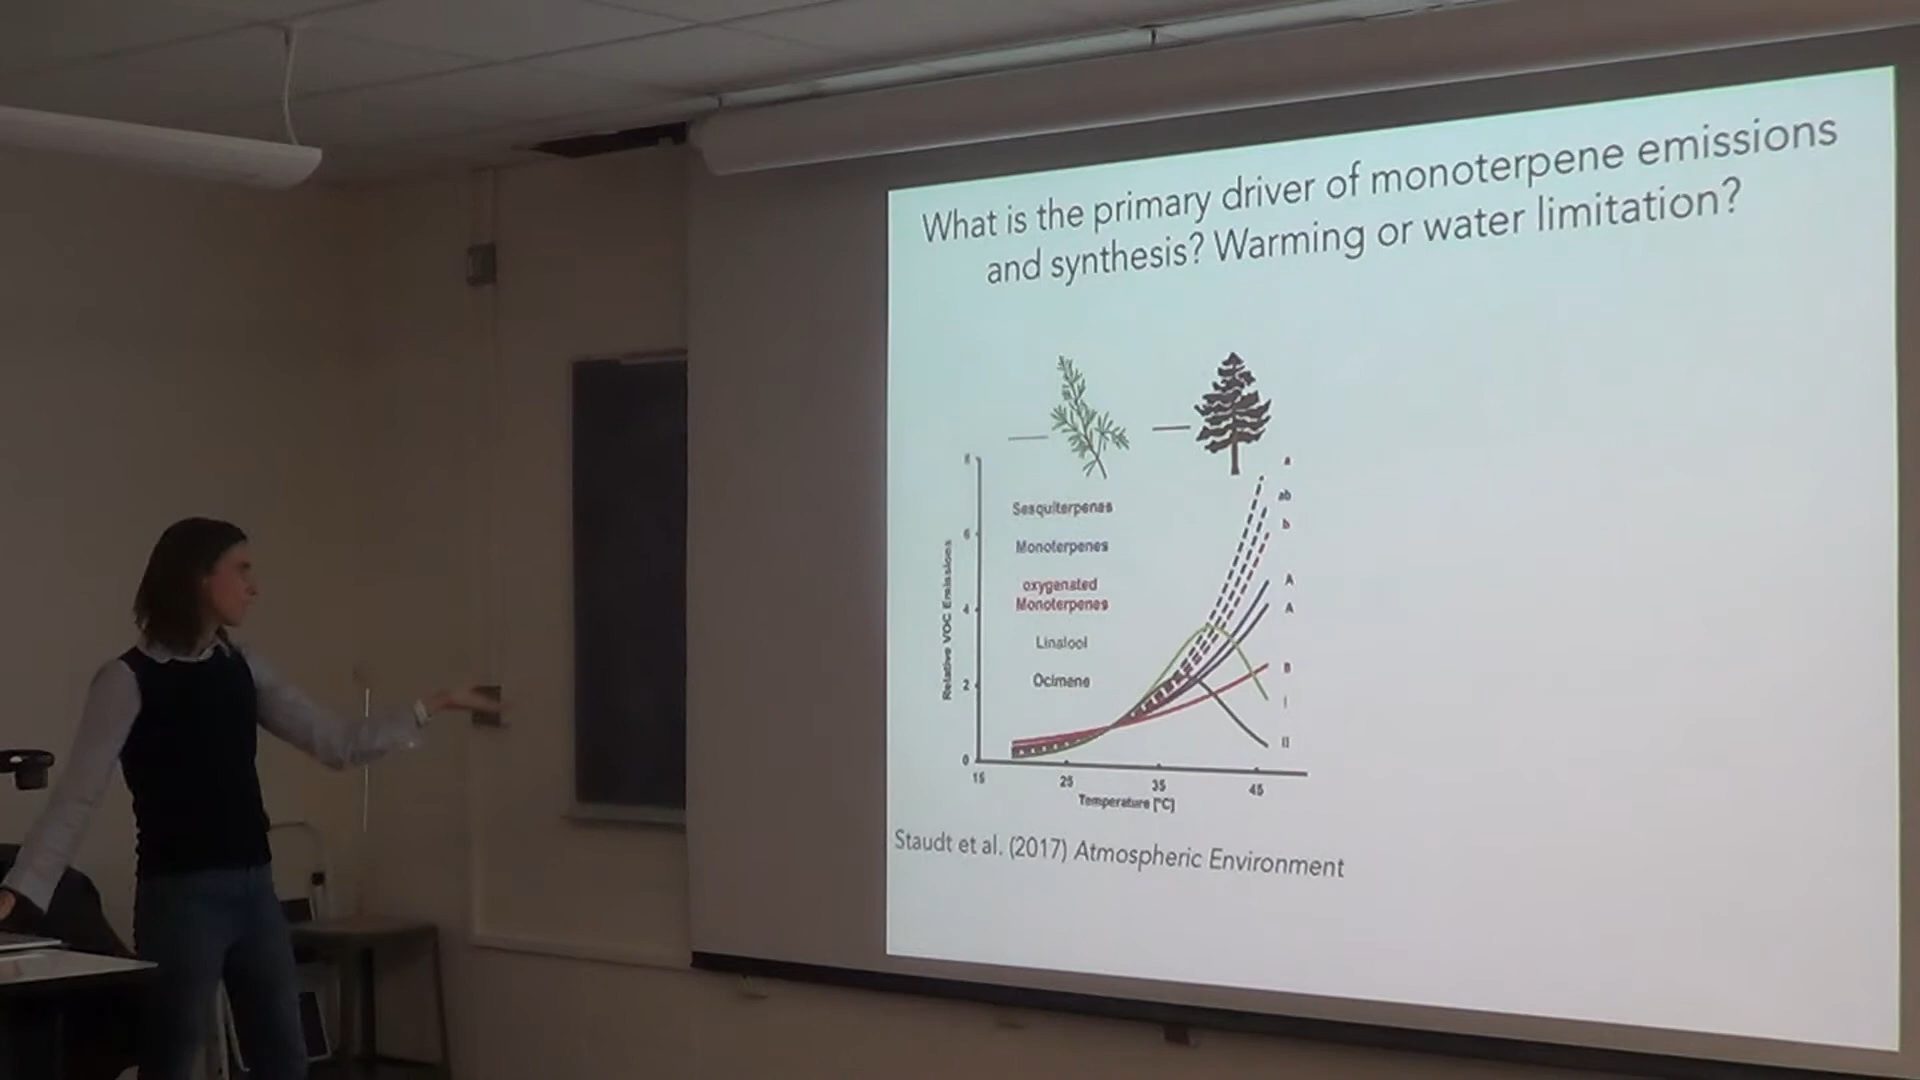 What is the primary driver of monoterpene emissions
and synthesis? Warming or water limitation?
8
6
4
2
0
Relative VOC Emissions
Sesquiterpenes
Monoterpenes
oxygenated
Monoterpenes
Linalool
Ocimene
a
ab
b
A
A
B
I
II
15
25
35
45
Temperature [°C]
Staudt et al. (2017) Atmospheric Environment